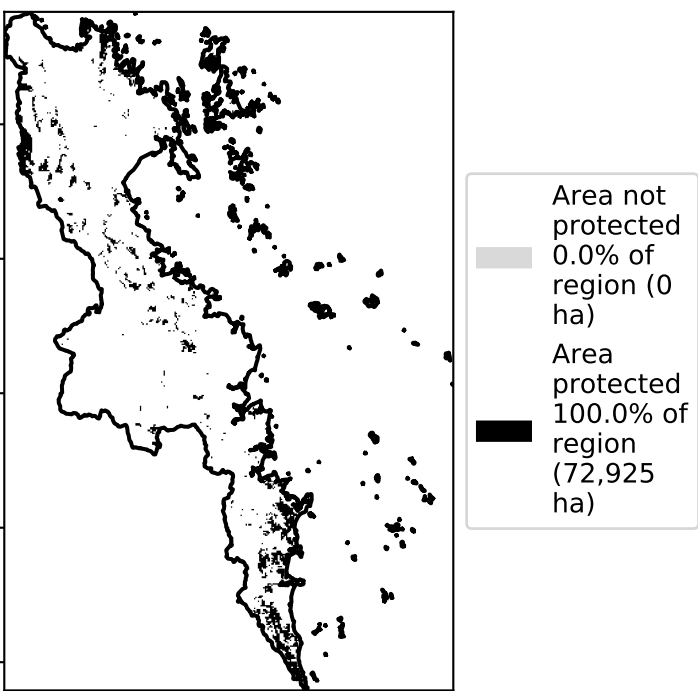 Area not
protected
0.0% of
region (0
ha)
Area
protected
100.0% of
region
(72,925
ha)